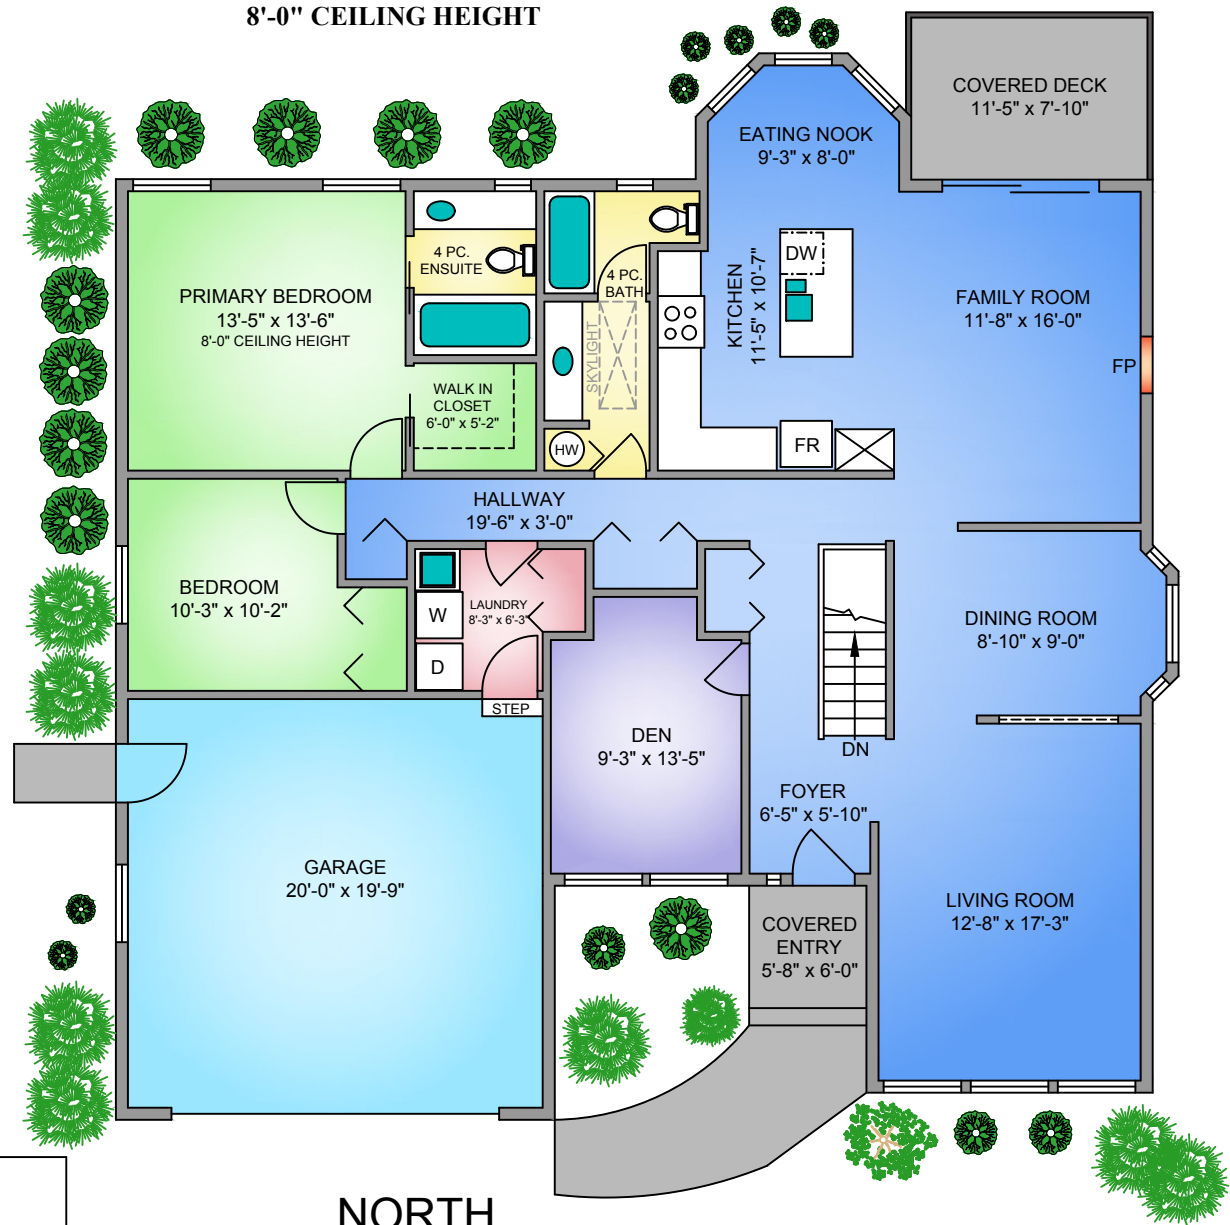 8'-0" CEILING HEIGHT
COVERED DECK
11'-5" x 7'-10"
EATING NOOK
9'-3" x 8'-0"
4 PC.
ENSUITE
4 PC.
BATH
DW
KITCHEN
11'-5" x 10'-7"
PRIMARY BEDROOM
13'-5" x 13'-6"
8'-0" CEILING HEIGHT
FAMILY ROOM
11'-8" x 16'-0"
SKYLIGHT
FP
WALK IN
CLOSET
6'-0" x 5'-2"
HW
FR
HALLWAY
19'-6" x 3'-0"
BEDROOM
10'-3" x 10'-2"
W
LAUNDRY
8'-3" x 6'-3"
D
DINING ROOM
8'-10" x 9'-0"
STEP
DEN
9'-3" x 13'-5"
DN
FOYER
6'-5" x 5'-10"
GARAGE
20'-0" x 19'-9"
LIVING ROOM
12'-8" x 17'-3"
COVERED
ENTRY
5'-8" x 6'-0"
NORTH